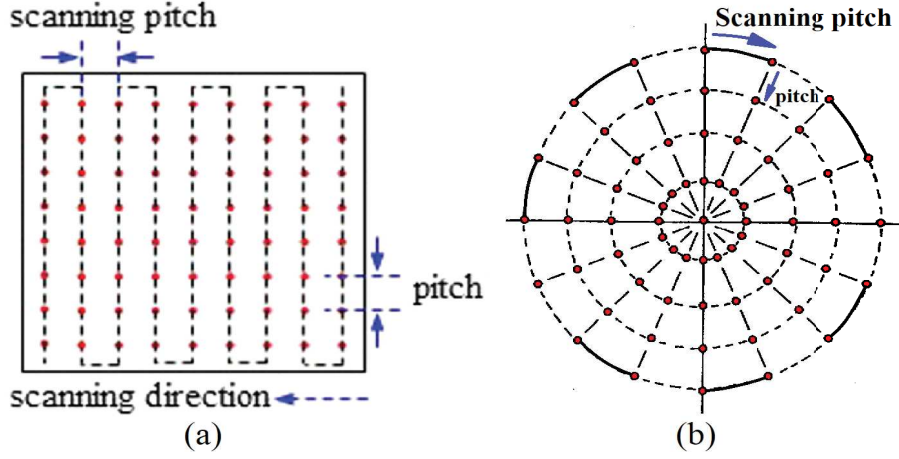 scanning pitch
pitch
scanning direction
(a)
Scanning pitch
pitch
(b)